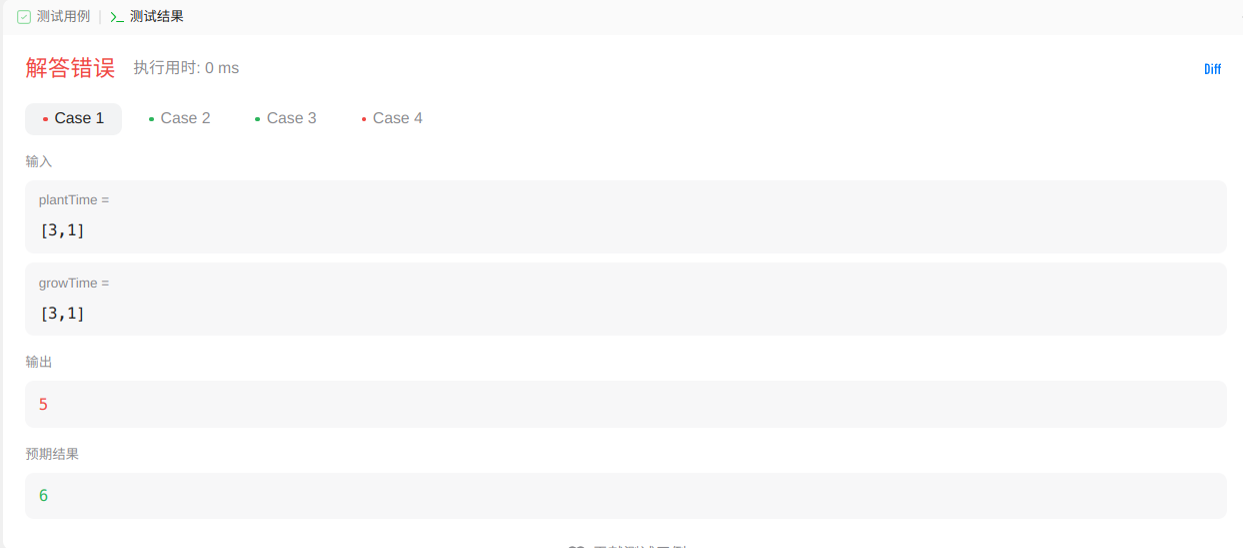 测试用例 | >_ 测试结果
解答错误 执行用时: 0 ms Diff
Case 1 Case 2 Case 3 Case 4
输入
plantTime =
[3,1]
growTime =
[3,1]
输出
5
预期结果
6